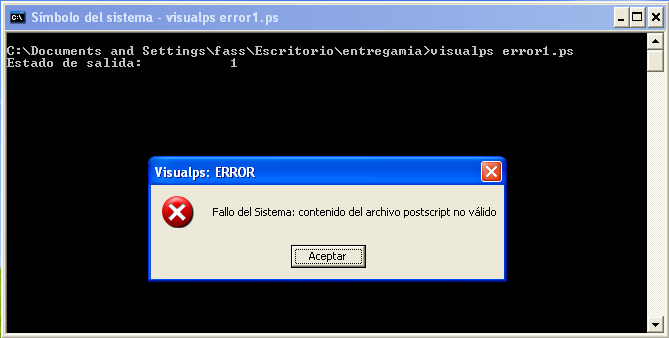 Símbolo del sistema - visualps error1.ps
C:\Documents and Settings\fass\Escritorio\entregamia>visualps error1.ps
Estado de salida: 1
Visualps: ERROR
Fallo del Sistema: contenido del archivo postscript no válido
Aceptar